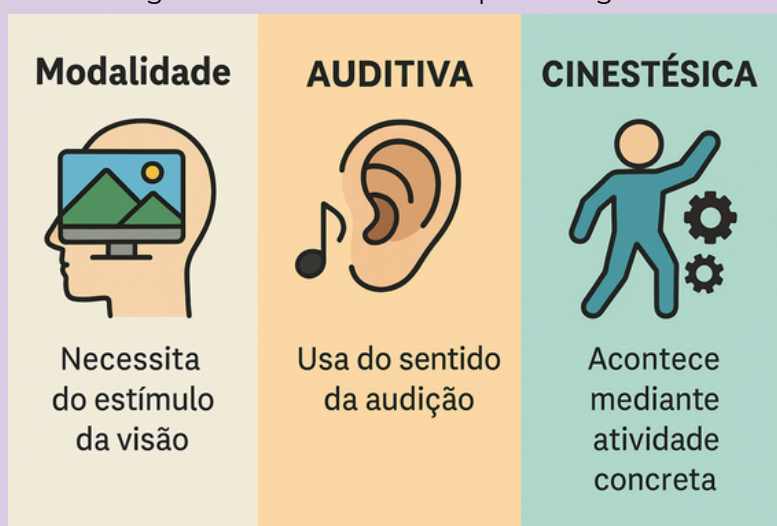 Modalidade
Necessita
do estímulo
da visão
AUDITIVA
Usa do sentido
da audição
CINESTÉSICA
Acontece
mediante
atividade
concreta